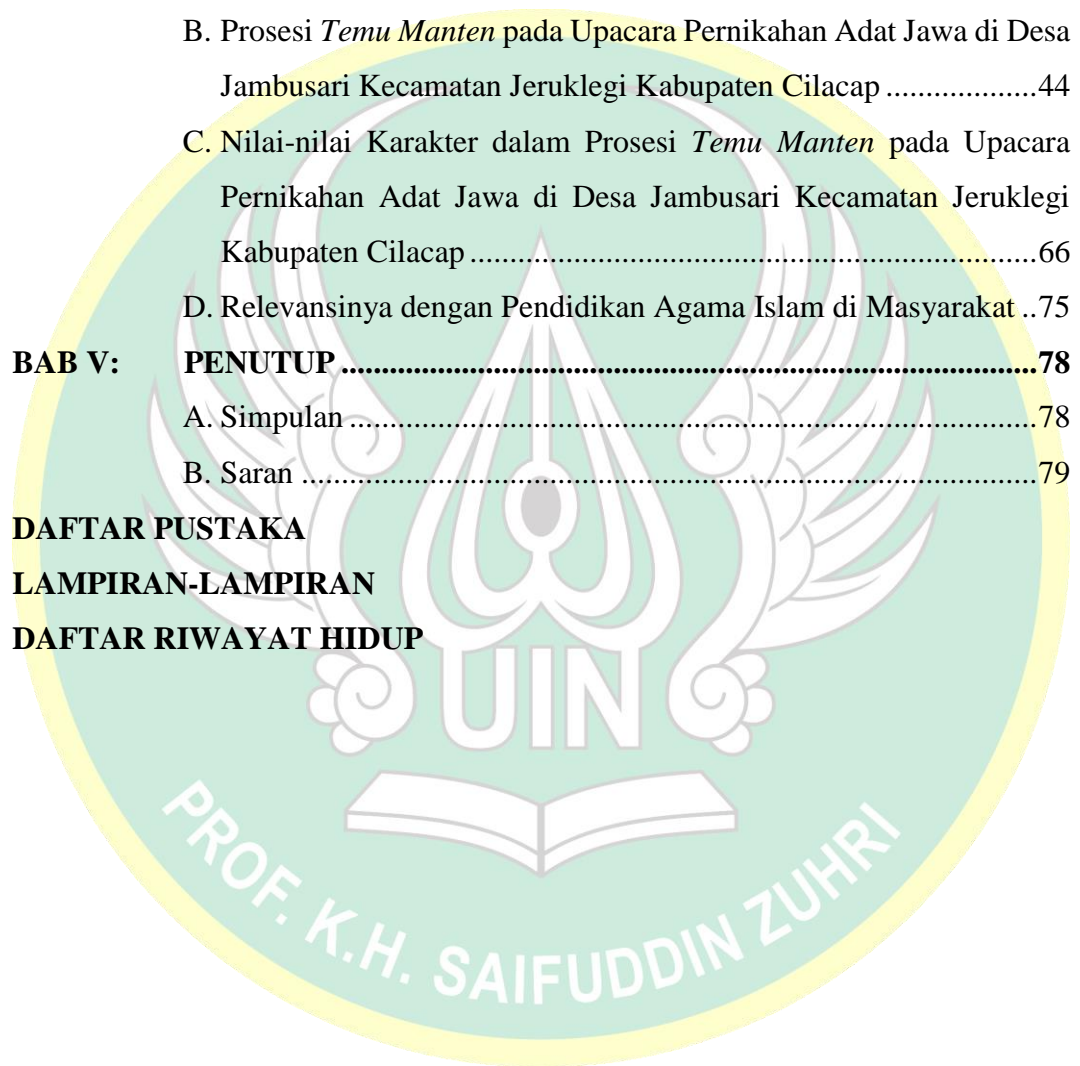 B. Prosesi Temu Manten pada Upacara Pernikahan Adat Jawa di Desa
Jambusari Kecamatan Jeruklegi Kabupaten Cilacap ...................44
C. Nilai-nilai Karakter dalam Prosesi Temu Manten pada Upacara
Pernikahan Adat Jawa di Desa Jambusari Kecamatan Jeruklegi
Kabupaten Cilacap .......................................................................66
D. Relevansinya dengan Pendidikan Agama Islam di Masyarakat ..75
BAB V: PENUTUP .......................................................................................78
A. Simpulan ......................................................................................78
B. Saran ............................................................................................79
DAFTAR PUSTAKA
LAMPIRAN-LAMPIRAN
DAFTAR RIWAYAT HIDUP
UIN
PROF. K.H. SAIFUDDIN ZUHRI